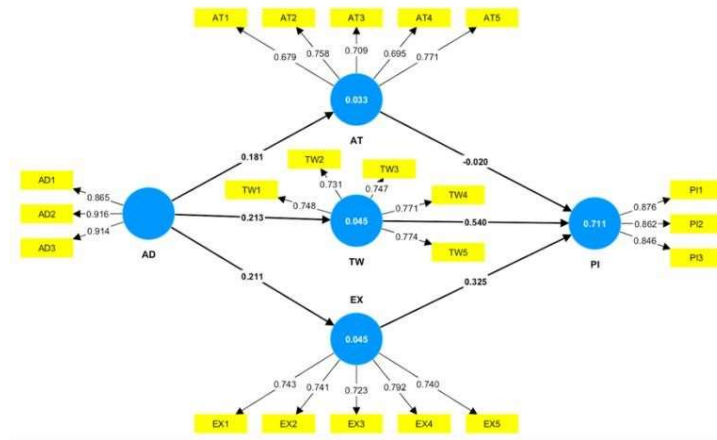 AT1 AT2 AT3 AT4 AT5
0.679 0.758 0.709 0.695 0.771
0.033
AT
0.181 -0.020
TW2 TW3
TW1 0.731 0.747 TW4
0.748 0.771
AD1 0.865
AD2 0.916
AD3 0.914
AD
0.213
0.045
0.540
0.774
TW5
TW
0.711
PI
0.876 PI1
0.862 PI2
0.846 PI3
0.211 0.325
EX
0.045
0.743 0.741 0.723 0.792 0.740
EX1 EX2 EX3 EX4 EX5